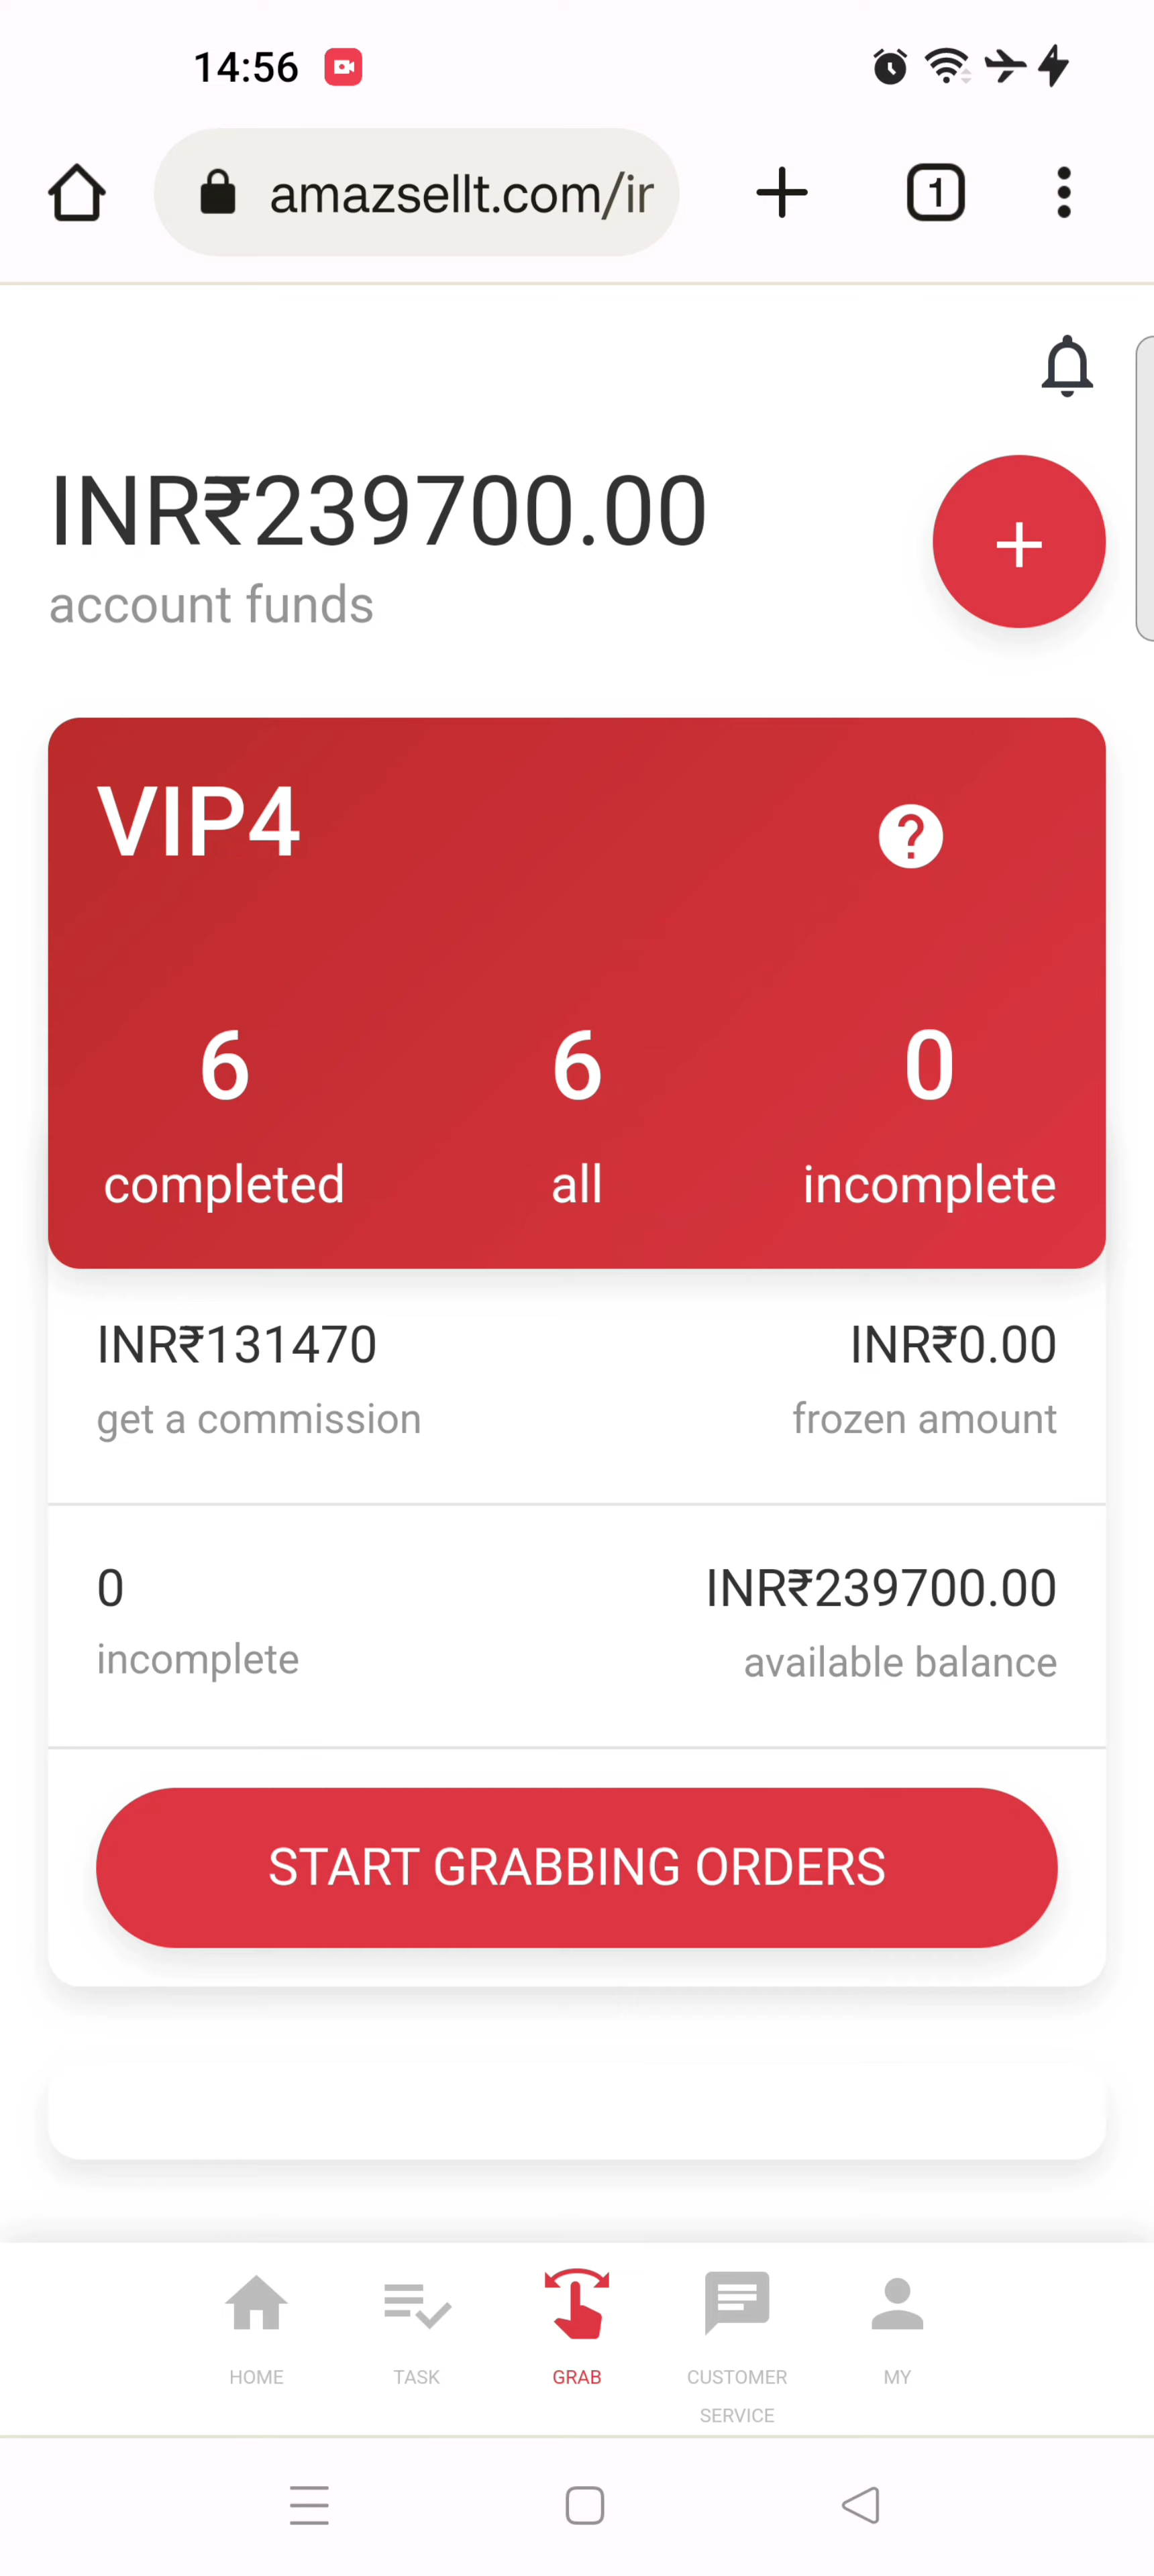 14:56
amazsellt.com/ir
1
INR₹239700.00
account funds
VIP4
6 6 0
completed all incomplete
INR₹131470 INR₹0.00
get a commission frozen amount
0 INR₹239700.00
incomplete available balance
START GRABBING ORDERS
HOME TASK GRAB CUSTOMER SERVICE MY